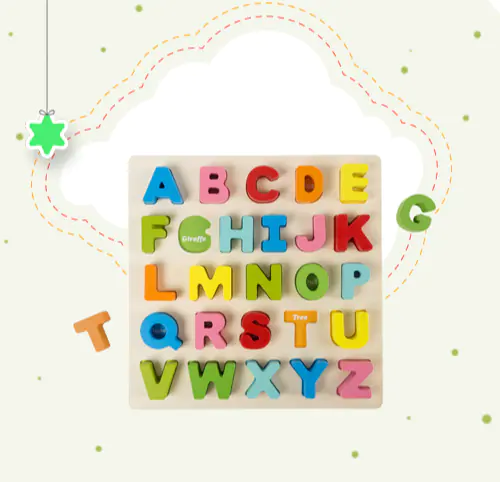 A B C D E
F Giraffe H I J K
G
L M N O P
T
Q R S Tree U
V W X Y Z